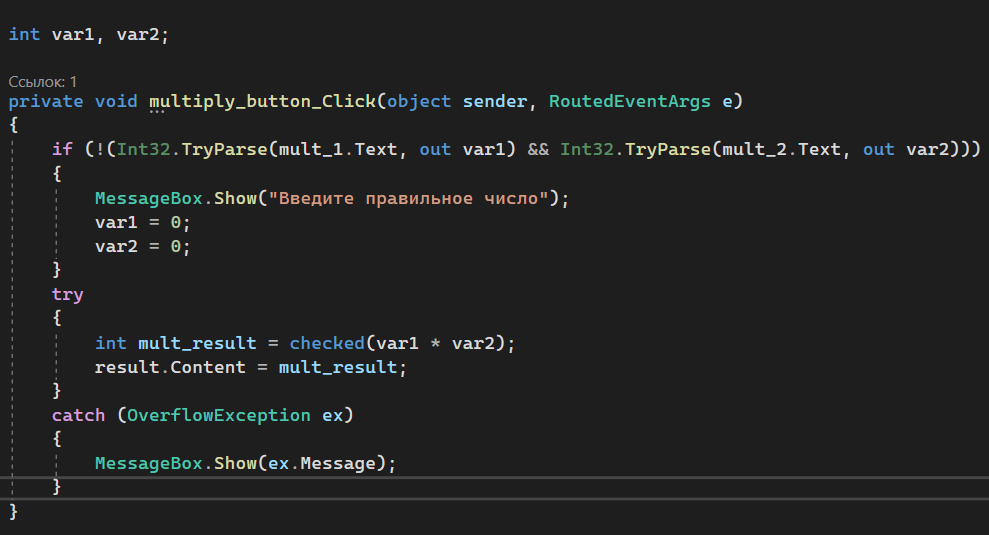 int var1, var2;
Ссылок: 1
private void multiply_button_Click(object sender, RoutedEventArgs e)
{
if (!(Int32.TryParse(mult_1.Text, out var1) && Int32.TryParse(mult_2.Text, out var2)))
{
MessageBox.Show("Введите правильное число");
var1 = 0;
var2 = 0;
}
try
{
int mult_result = checked(var1 * var2);
result.Content = mult_result;
}
catch (OverflowException ex)
{
MessageBox.Show(ex.Message);
}
}